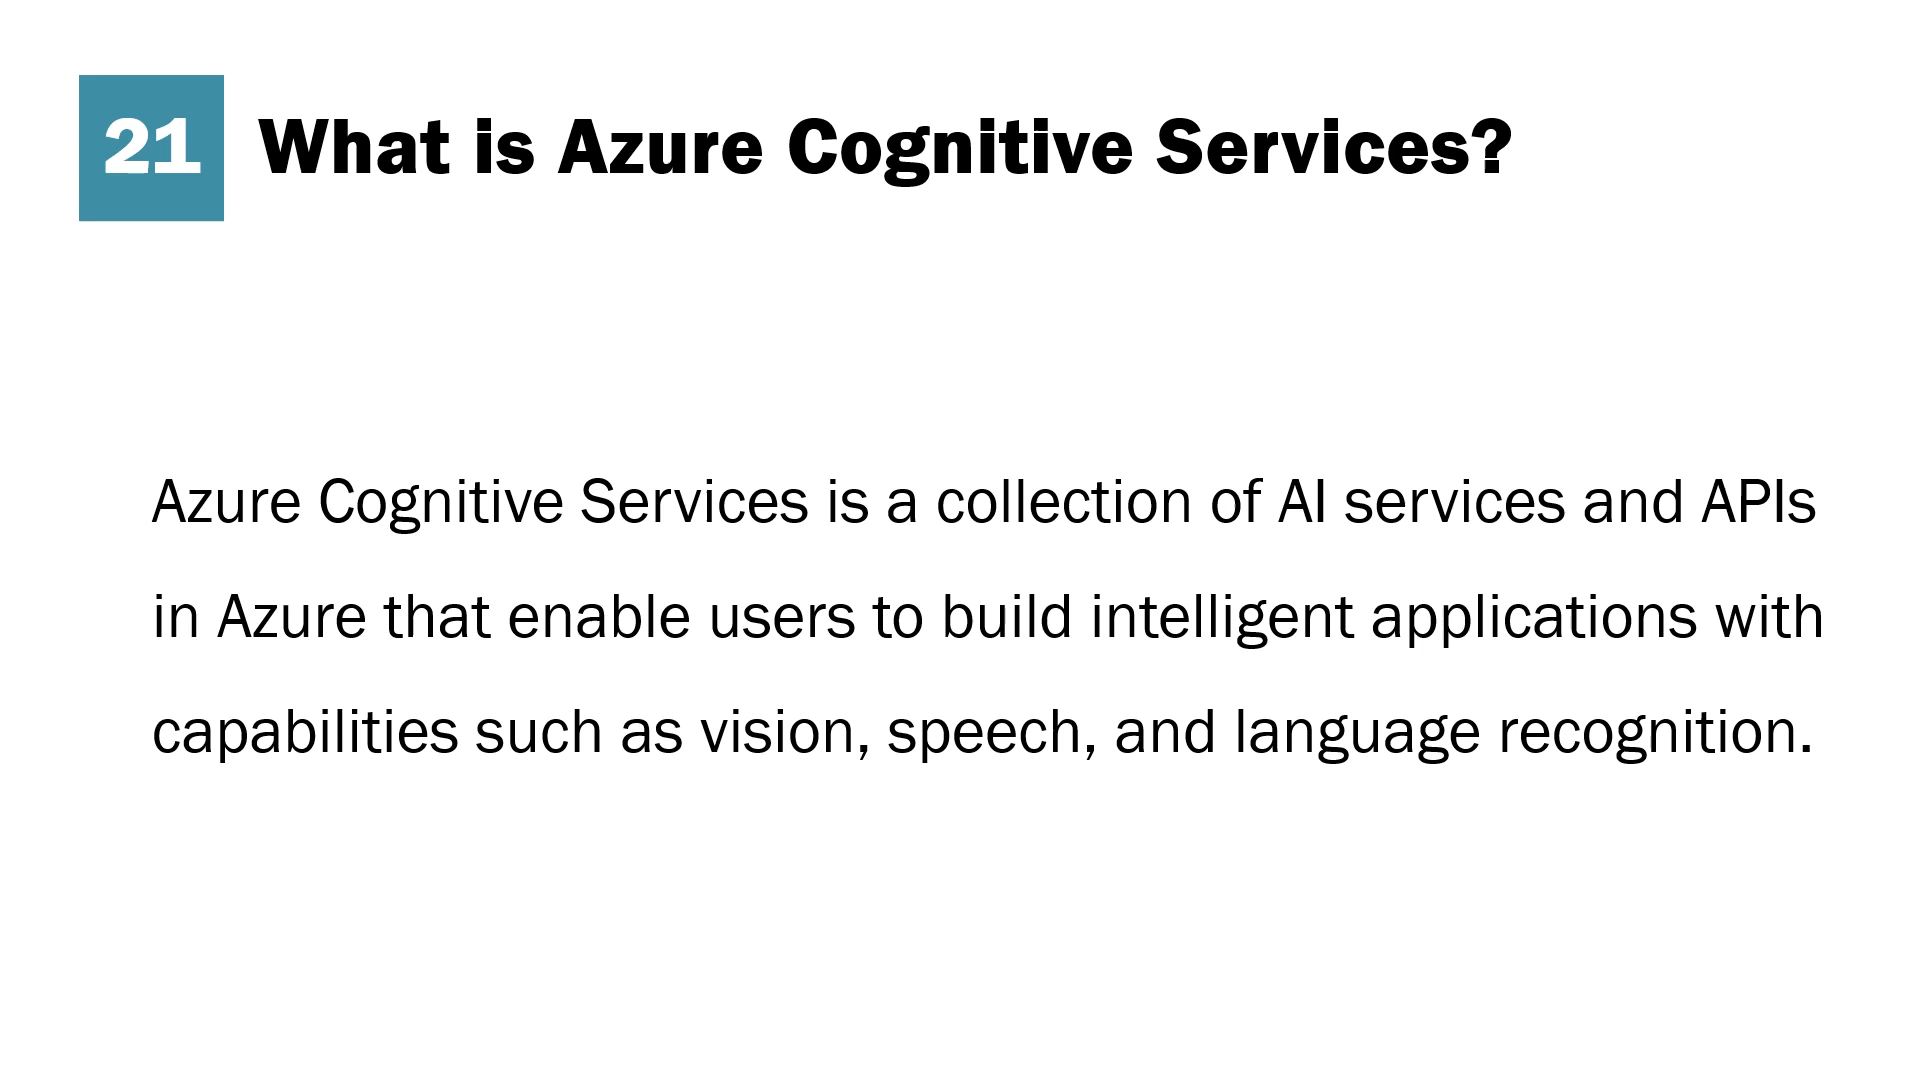 21 What is Azure Cognitive Services?
Azure Cognitive Services is a collection of AI services and APIs
in Azure that enable users to build intelligent applications with
capabilities such as vision, speech, and language recognition.